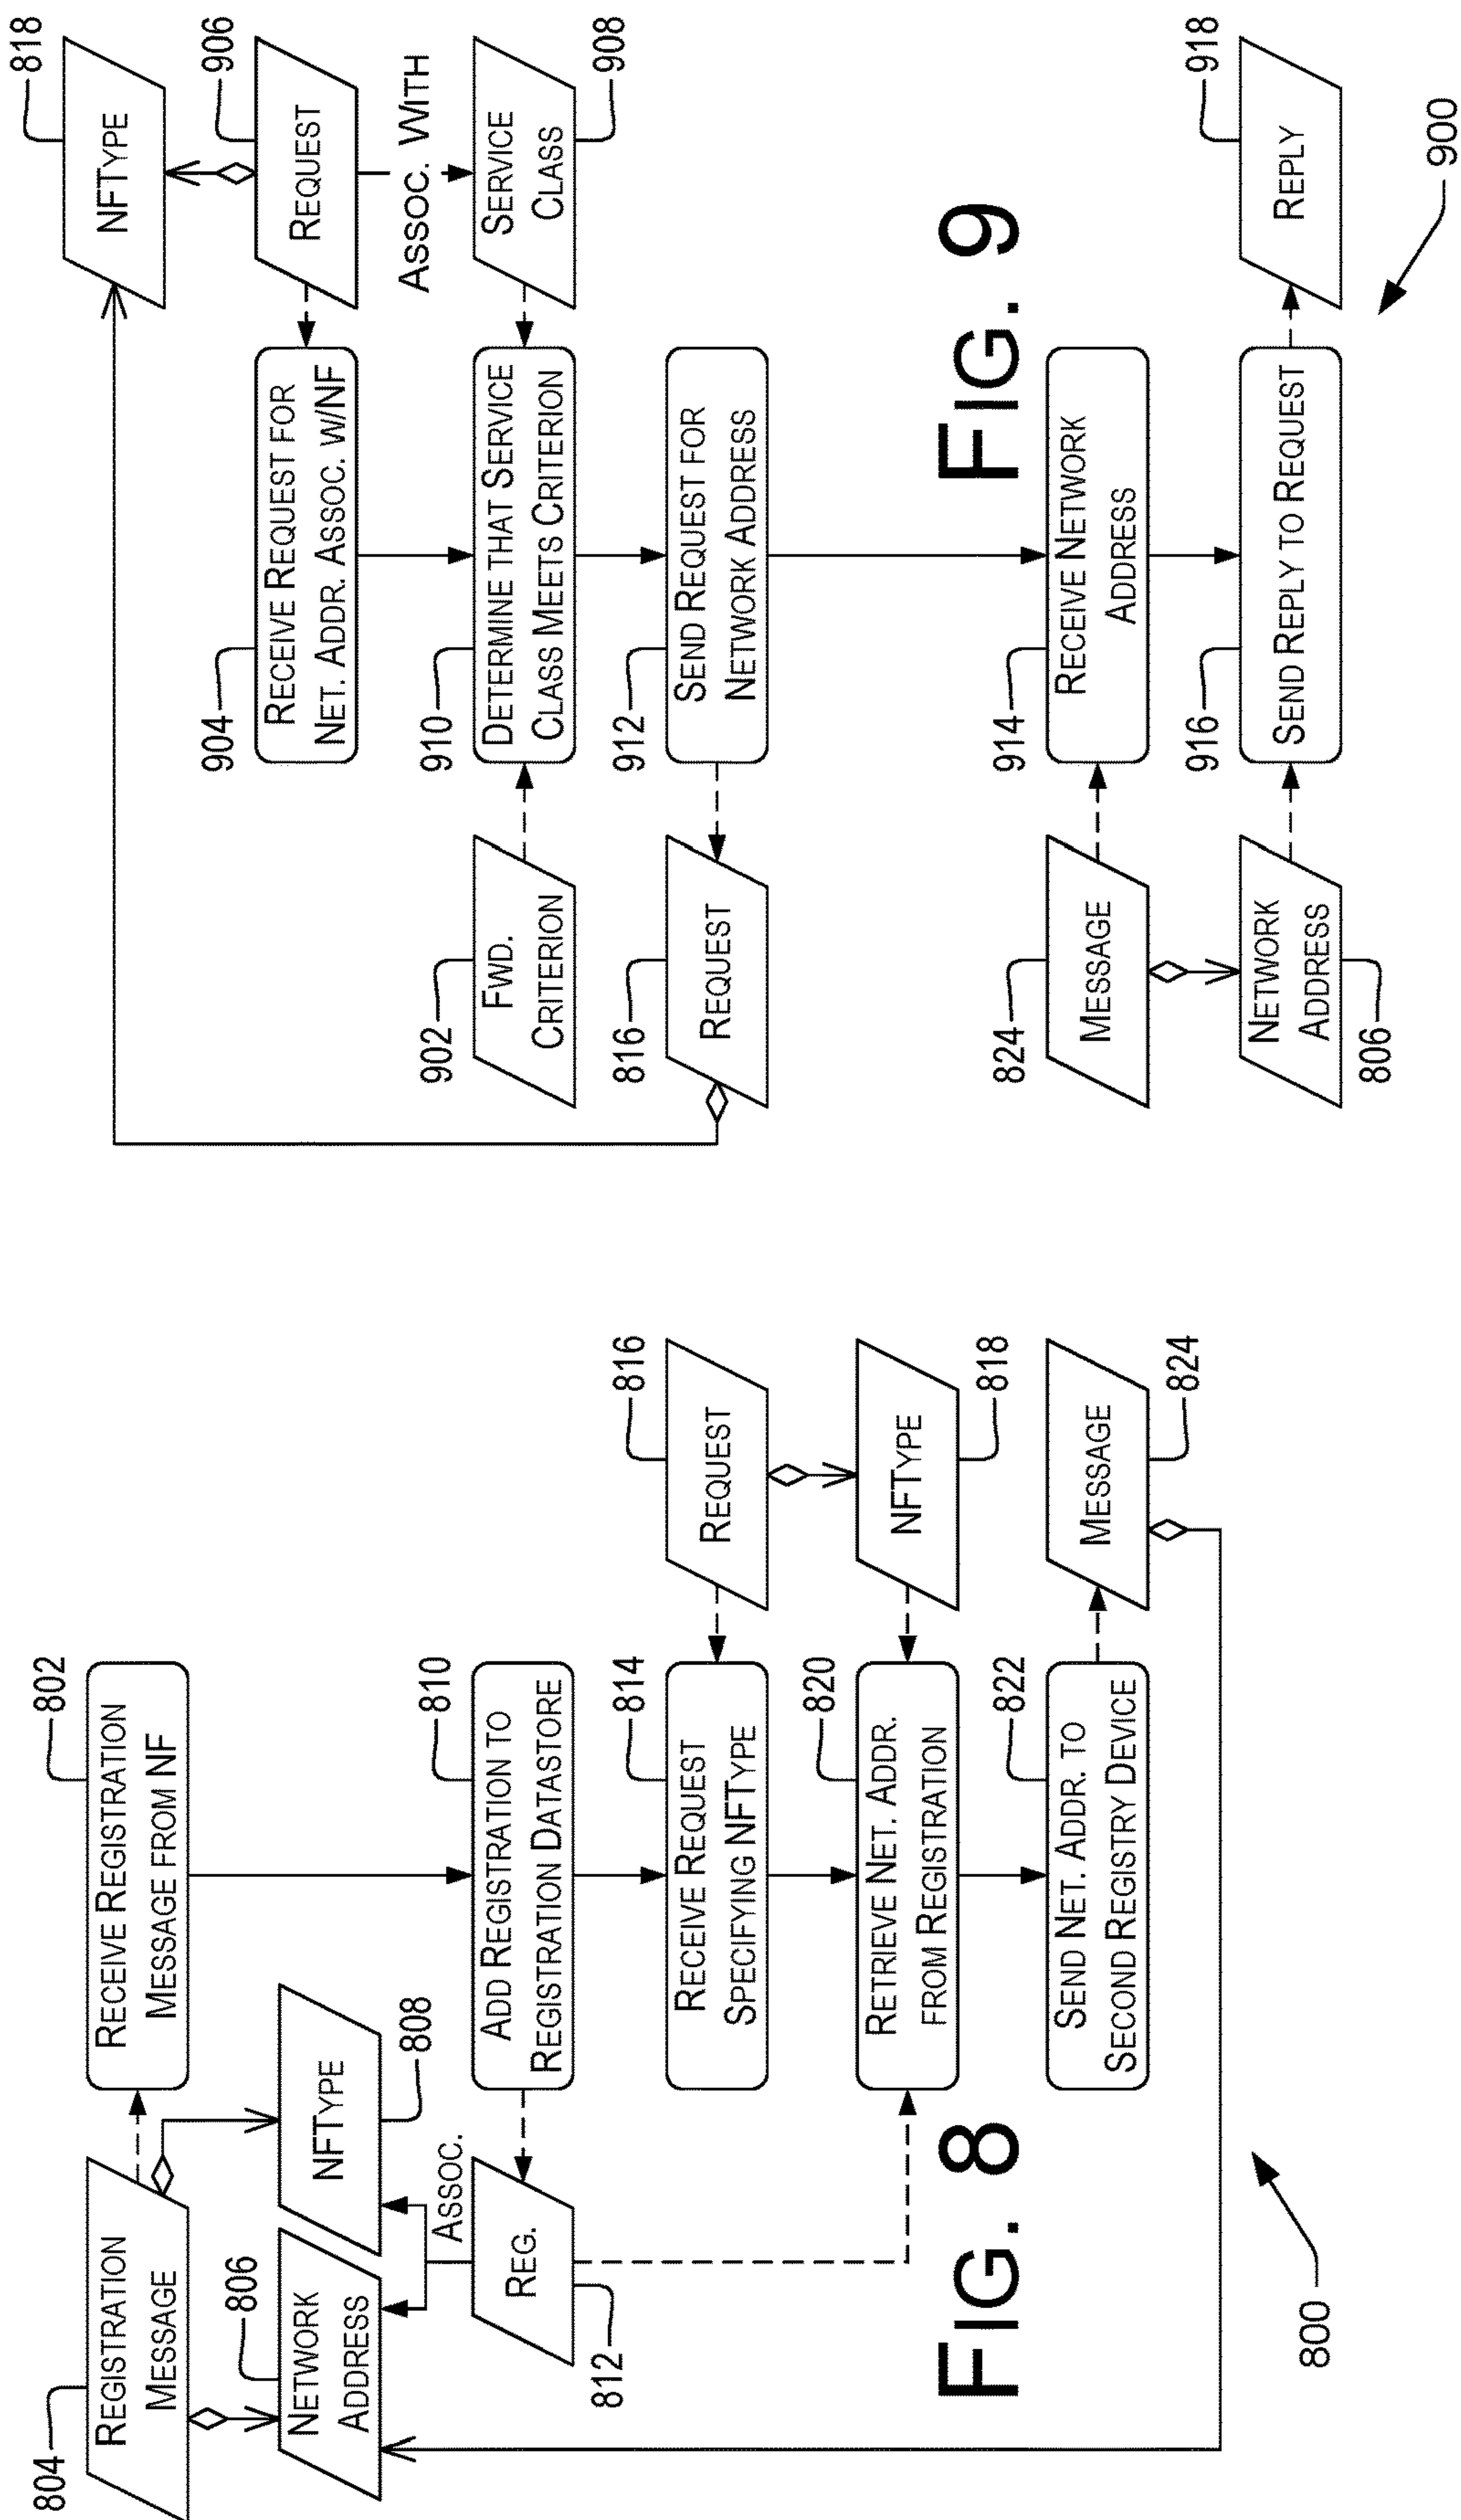 804
REGISTRATION
MESSAGE
802
RECEIVE REGISTRATION
MESSAGE FROM NF
806
NETWORK
ADDRESS
NFTYPE
808
ASSOC.
810
ADD REGISTRATION TO
REGISTRATION DATASTORE
REG.
812
814
RECEIVE REQUEST
SPECIFYING NFTYPE
816
REQUEST
820
RETRIEVE NET. ADDR.
FROM REGISTRATION
NFTYPE
818
822
SEND NET. ADDR. TO
SECOND REGISTRY DEVICE
MESSAGE
824
FIG. 8
800
818
NFTYPE
904
RECEIVE REQUEST FOR
NET. ADDR. ASSOC. W/NF
906
REQUEST
ASSOC. WITH
902
FWD.
CRITERION
910
DETERMINE THAT SERVICE
CLASS MEETS CRITERION
SERVICE
CLASS
908
816
REQUEST
912
SEND REQUEST FOR
NETWORK ADDRESS
FIG. 9
824
MESSAGE
914
RECEIVE NETWORK
ADDRESS
NETWORK
ADDRESS
806
916
SEND REPLY TO REQUEST
918
REPLY
900